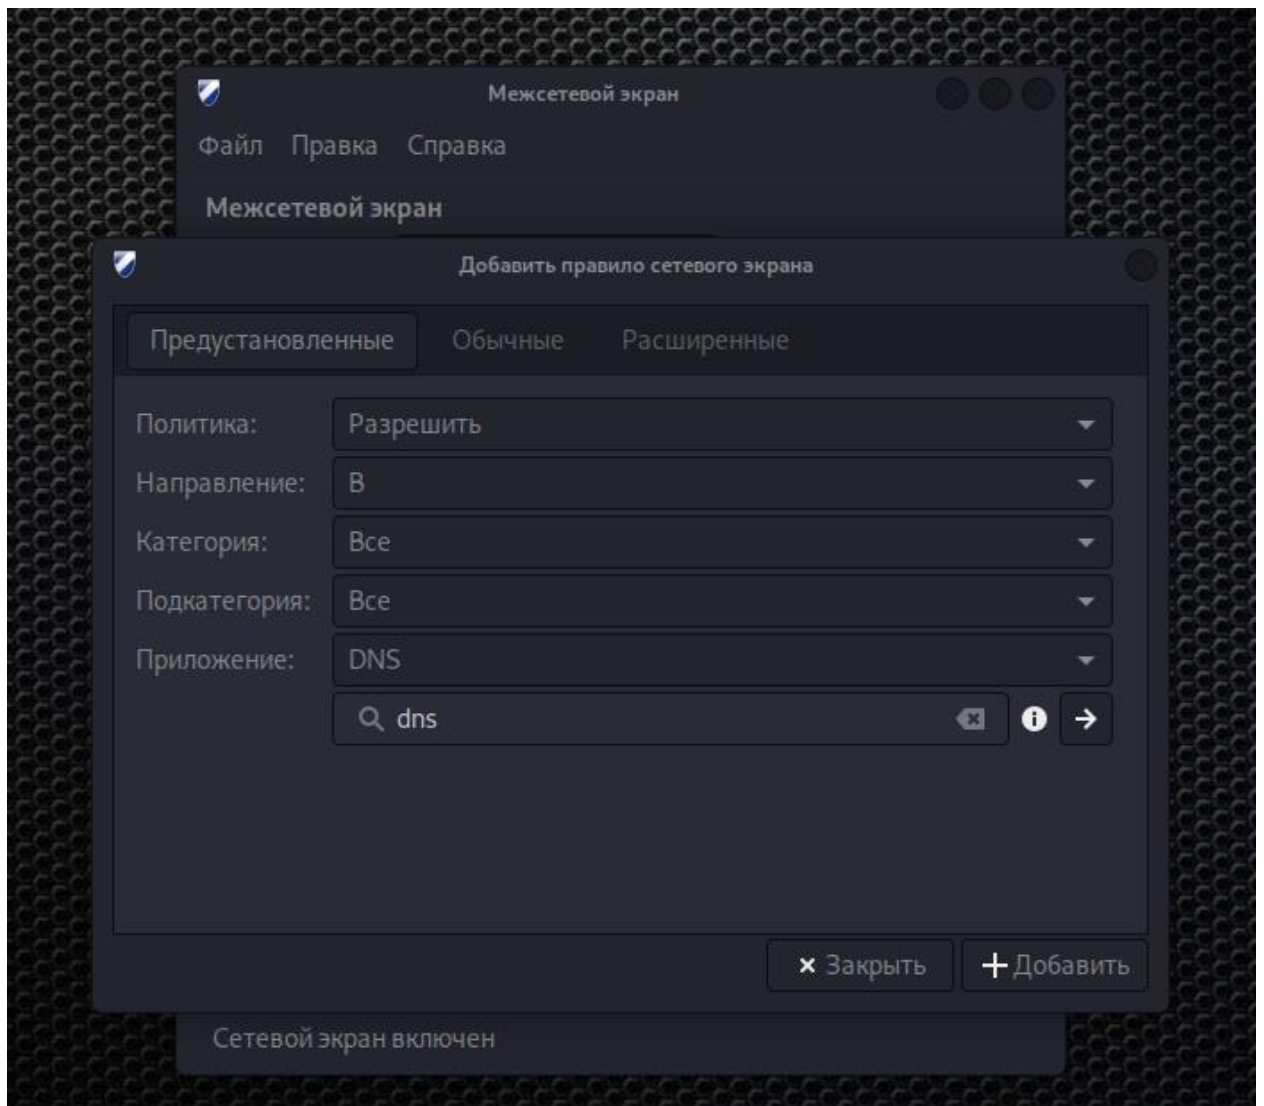 Межсетевой экран
Файл Правка Справка
Межсетевой экран
Добавить правило сетевого экрана
Предустановленные Обычные Расширенные
Политика: Разрешить
Направление: В
Категория: Все
Подкатегория: Все
Приложение: DNS
dns
Закрыть Добавить
Сетевой экран включен